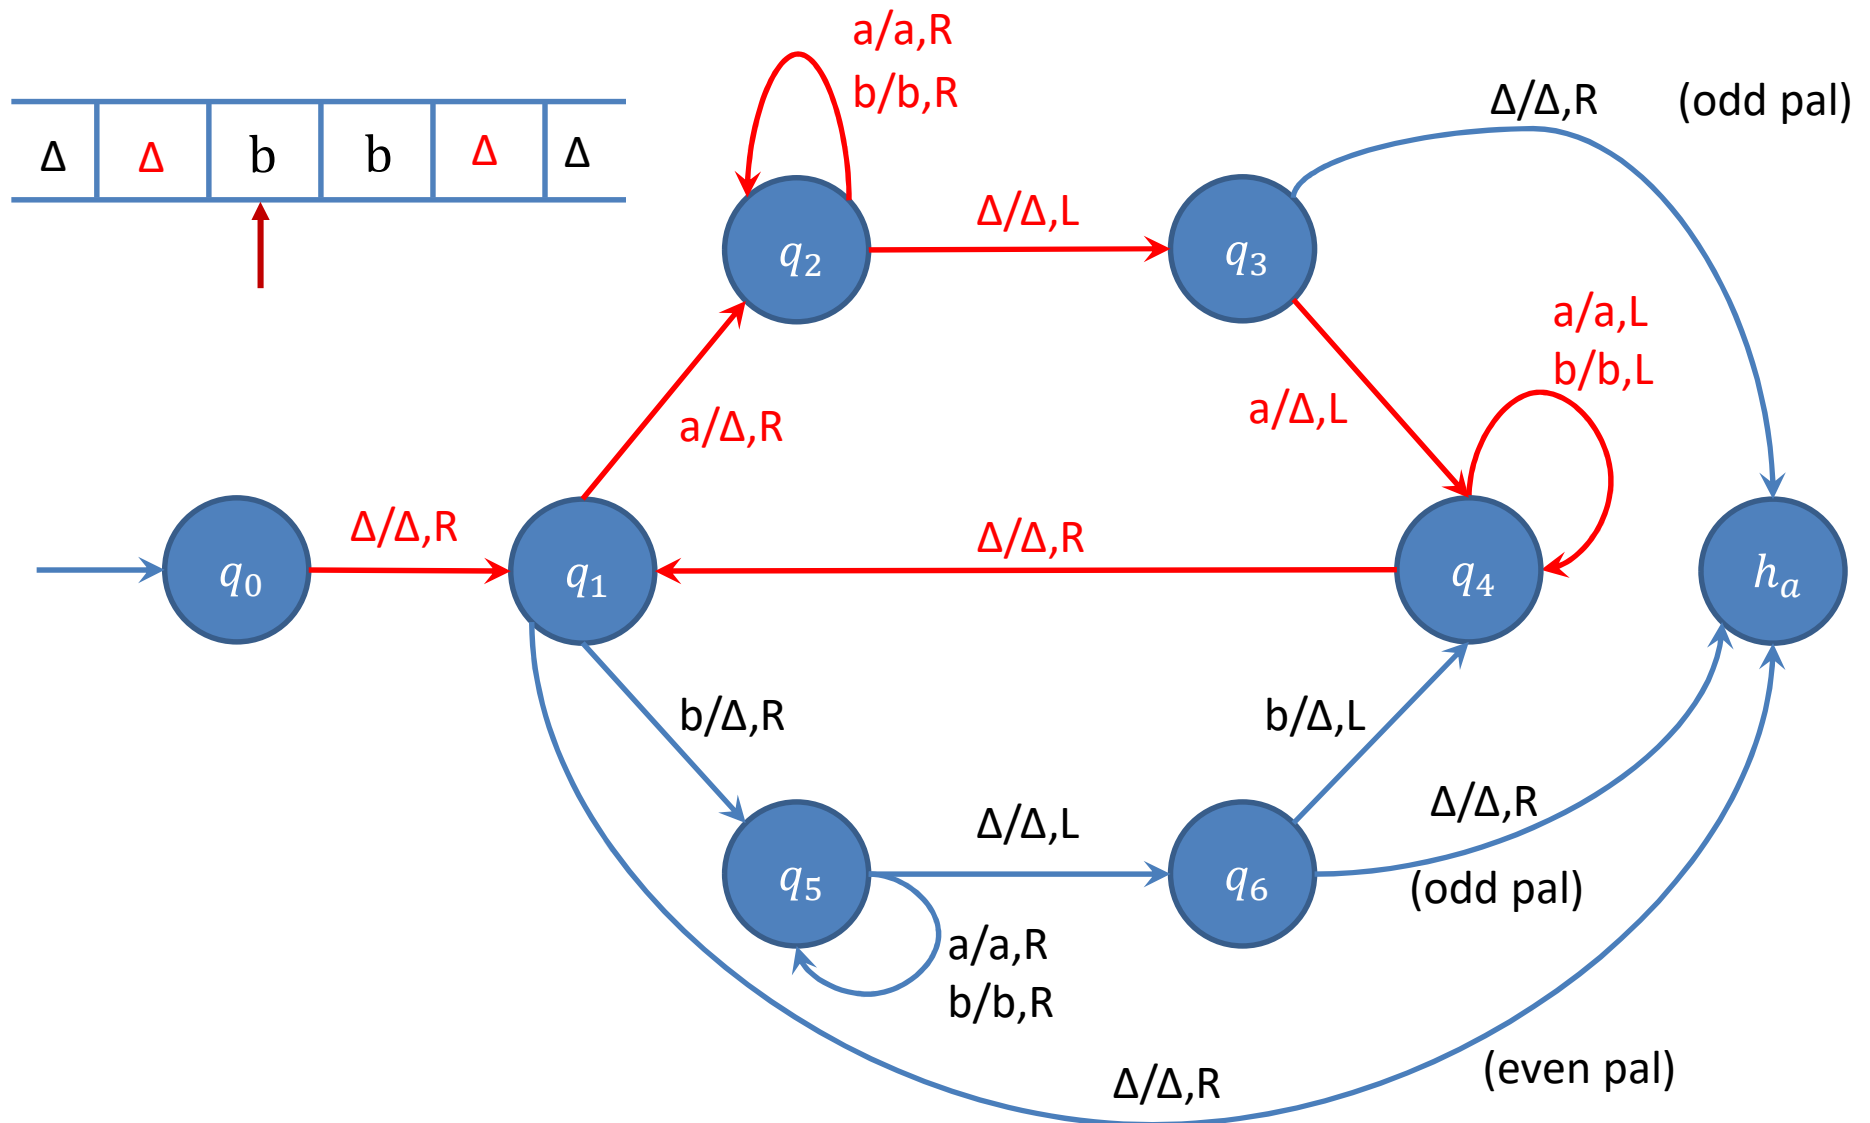 a/a,R
b/b,R
Δ/Δ,R (odd pal)
Δ Δ b b Δ Δ
Δ/Δ,L
q₂ q₃
a/a,L
b/b,L
a/Δ,R a/Δ,L
Δ/Δ,R Δ/Δ,R
q₀ q₁ q₄ hₐ
b/Δ,R b/Δ,L
Δ/Δ,L Δ/Δ,R
q₅ q₆ (odd pal)
a/a,R
b/b,R
Δ/Δ,R (even pal)